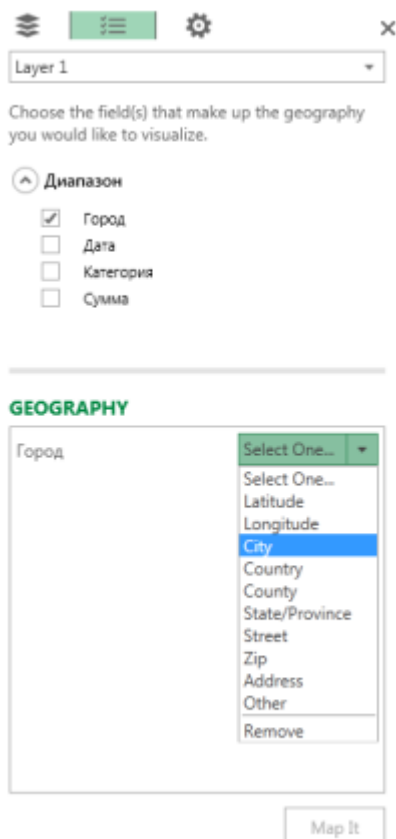 Layer 1
Choose the field(s) that make up the geography
you would like to visualize.
Диапазон
Город
Дата
Категория
Сумма
GEOGRAPHY
Город
Select One...
Select One...
Latitude
Longitude
City
Country
County
State/Province
Street
Zip
Address
Other
Remove
Map It